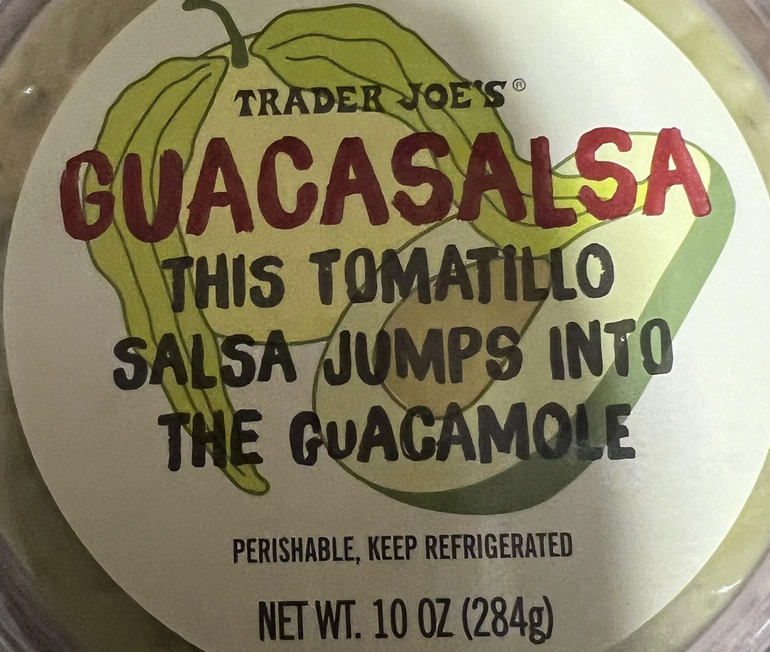 TRADER JOE'S®
GUACASALSA
THIS TOMATILLO
SALSA JUMPS INTO
THE GUACAMOLE
PERISHABLE, KEEP REFRIGERATED
NET WT. 10 OZ (284g)